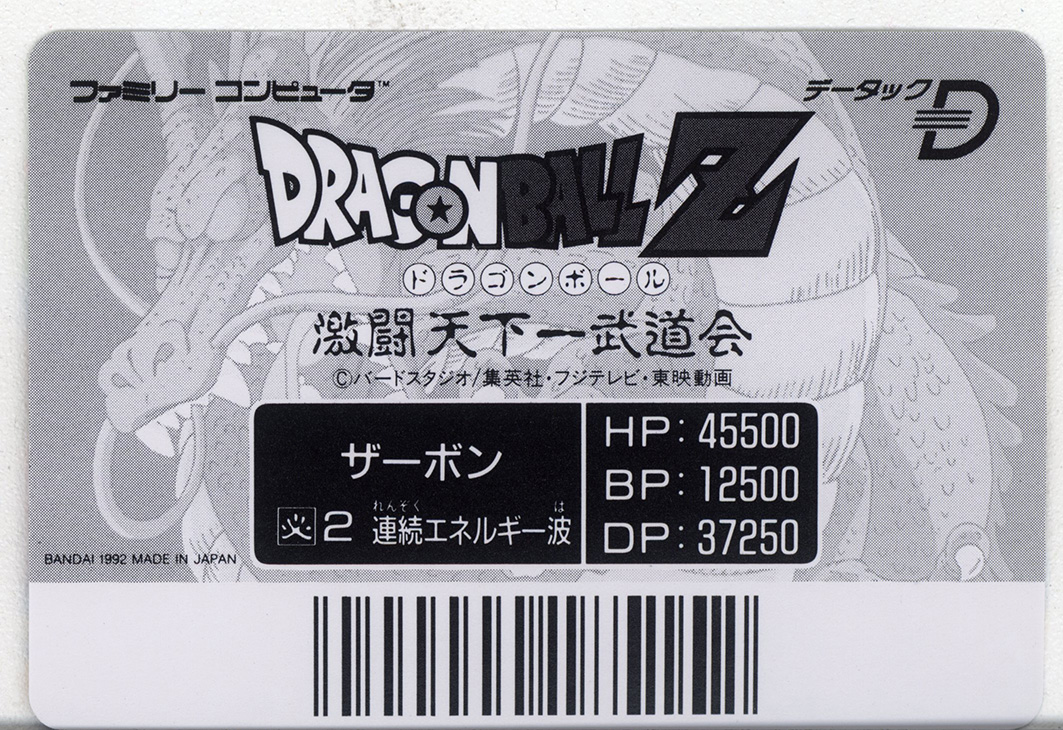 ファミリー コンピュータ™
データック D
DRAGON BALL Z
ドラゴンボール
激闘 天下一武道会
Ⓒバードスタジオ/集英社・フジテレビ・東映動画
ザーボン
れんぞく は
火2 連続エネルギー波
HP: 45500
BP: 12500
DP: 37250
BANDAI 1992 MADE IN JAPAN